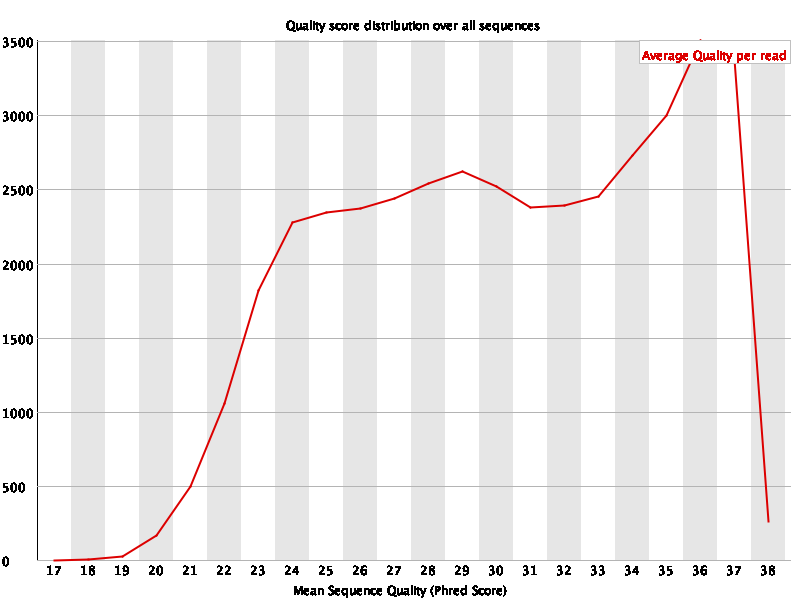 Quality score distribution over all sequences
Average Quality per read
3500
3000
2500
2000
1500
1000
500
0
17 18 19 20 21 22 23 24 25 26 27 28 29 30 31 32 33 34 35 36 37 38
Mean Sequence Quality (Phred Score)